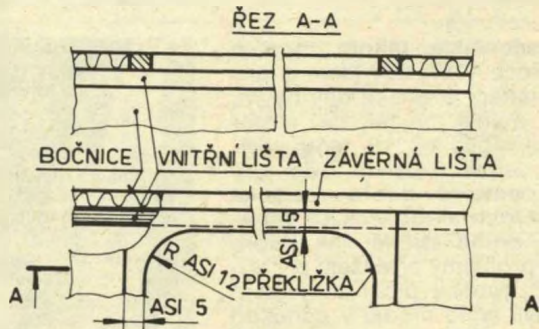 ŘEZ A-A
BOČNICE VNITŘNÍ LIŠTA ZÁVĚRNÁ LIŠTA
ASI 5
R ASI 12
PŘEKLIŽKA
A
ASI 5
A